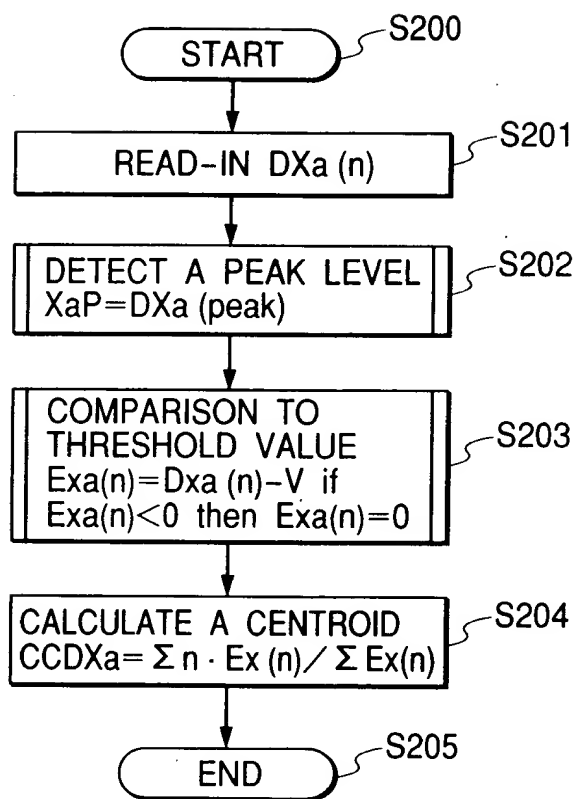 START
S200
READ-IN DXa (n)
S201
DETECT A PEAK LEVEL
XaP=DXa (peak)
S202
COMPARISON TO
THRESHOLD VALUE
Exa(n)=Dxa (n)-V if
Exa(n)<0 then Exa(n)=0
S203
CALCULATE A CENTROID
CCDXa=Σn · Ex (n) / Σ Ex(n)
S204
END
S205